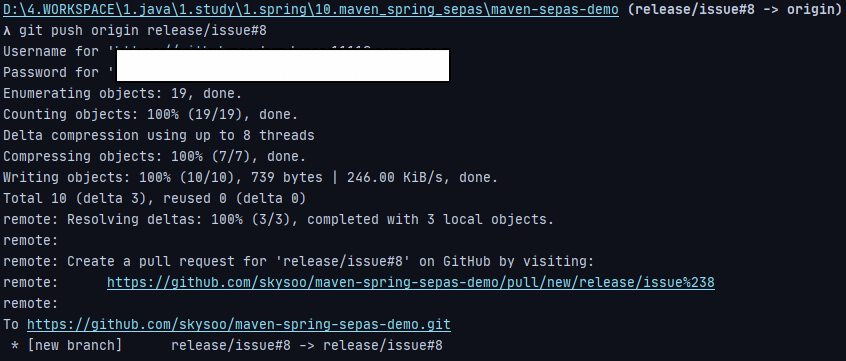 D:\4.WORKSPACE\1.java\1.study\1.spring\10.maven_spring_sepas\maven-sepas-demo (release/issue#8 -> origin)
λ git push origin release/issue#8
Username for '
Password for '
Enumerating objects: 19, done.
Counting objects: 100% (19/19), done.
Delta compression using up to 8 threads
Compressing objects: 100% (7/7), done.
Writing objects: 100% (10/10), 739 bytes | 246.00 KiB/s, done.
Total 10 (delta 3), reused 0 (delta 0)
remote: Resolving deltas: 100% (3/3), completed with 3 local objects.
remote:
remote: Create a pull request for 'release/issue#8' on GitHub by visiting:
remote:      https://github.com/skysoo/maven-spring-sepas-demo/pull/new/release/issue%238
remote:
To https://github.com/skysoo/maven-spring-sepas-demo.git
 * [new branch]      release/issue#8 -> release/issue#8